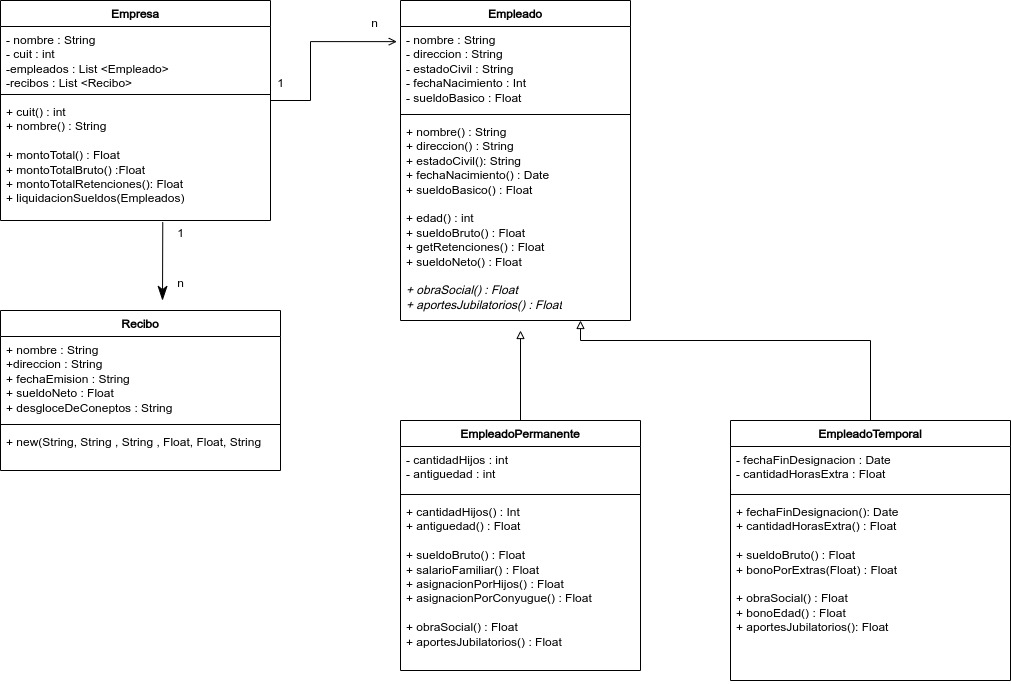 Empresa
- nombre : String
- cuit : int
-empleados : List <Empleado>
-recibos : List <Recibo>
+ cuit() : int
+ nombre() : String
+ montoTotal() : Float
+ montoTotalBruto() :Float
+ montoTotalRetenciones(): Float
+ liquidacionSueldos(Empleados)
1
n
Empleado
- nombre : String
- direccion : String
- estadoCivil : String
- fechaNacimiento : Int
- sueldoBasico : Float
+ nombre() : String
+ direccion() : String
+ estadoCivil(): String
+ fechaNacimiento() : Date
+ sueldoBasico() : Float
+ edad() : int
+ sueldoBruto() : Float
+ getRetenciones() : Float
+ sueldoNeto() : Float
+ obraSocial() : Float
+ aportesJubilatorios() : Float
1
n
Recibo
+ nombre : String
+direccion : String
+ fechaEmision : String
+ sueldoNeto : Float
+ desgloceDeConeptos : String
+ new(String, String , String , Float, Float, String
EmpleadoPermanente
- cantidadHijos : int
- antiguedad : int
+ cantidadHijos() : Int
+ antiguedad() : Float
+ sueldoBruto() : Float
+ salarioFamiliar() : Float
+ asignacionPorHijos() : Float
+ asignacionPorConyugue() : Float
+ obraSocial() : Float
+ aportesJubilatorios() : Float
EmpleadoTemporal
- fechaFinDesignacion : Date
- cantidadHorasExtra : Float
+ fechaFinDesignacion(): Date
+ cantidadHorasExtra() : Float
+ sueldoBruto() : Float
+ bonoPorExtras(Float) : Float
+ obraSocial() : Float
+ bonoEdad() : Float
+ aportesJubilatorios(): Float